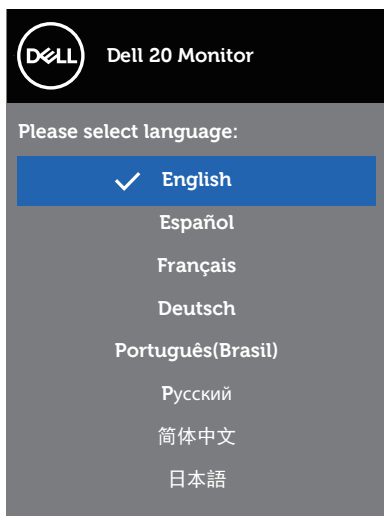 DELL
Dell 20 Monitor
Please select language:
English
Español
Français
Deutsch
Português(Brasil)
Русский
简体中文
日本語